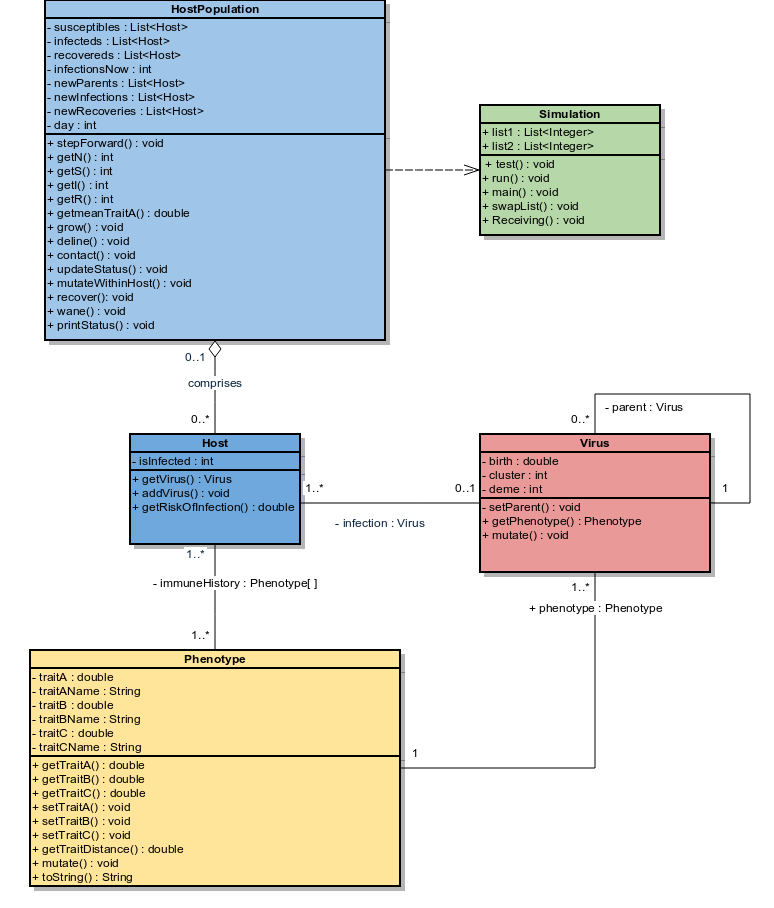 HostPopulation
- susceptibles : List<Host>
- infecteds : List<Host>
- recovereds : List<Host>
- infectionsNow : int
- newParents : List<Host>
- newInfections : List<Host>
- newRecoveries : List<Host>
- day : int
+ stepForward() : void
+ getN() : int
+ getS() : int
+ getI() : int
+ getR() : int
+ getmeanTraitA() : double
+ grow() : void
+ deline() : void
+ contact() : void
+ updateStatus() : void
+ mutateWithinHost() : void
+ recover(): void
+ wane() : void
+ printStatus() : void
Simulation
+ list1 : List<Integer>
+ list2 : List<Integer>
+ test() : void
+ run() : void
+ main() : void
+ swapList() : void
+ Receiving() : void
0..1
comprises
0..*
Host
- isInfected : int
+ getVirus() : Virus
+ addVirus() : void
+ getRiskOfInfection() : double
1..*
0..1
- infection : Virus
0..*
- parent : Virus
1
Virus
- birth : double
- cluster : int
- deme : int
- setParent() : void
+ getPhenotype() : Phenotype
+ mutate() : void
1..*
- immuneHistory : Phenotype[ ]
1..*
1..*
+ phenotype : Phenotype
1
Phenotype
- traitA : double
- traitAName : String
- traitB : double
- traitBName : String
- traitC : double
- traitCName : String
+ getTraitA() : double
+ getTraitB() : double
+ getTraitC() : double
+ setTraitA() : void
+ setTraitB() : void
+ setTraitC() : void
+ getTraitDistance() : double
+ mutate() : void
+ toString() : String